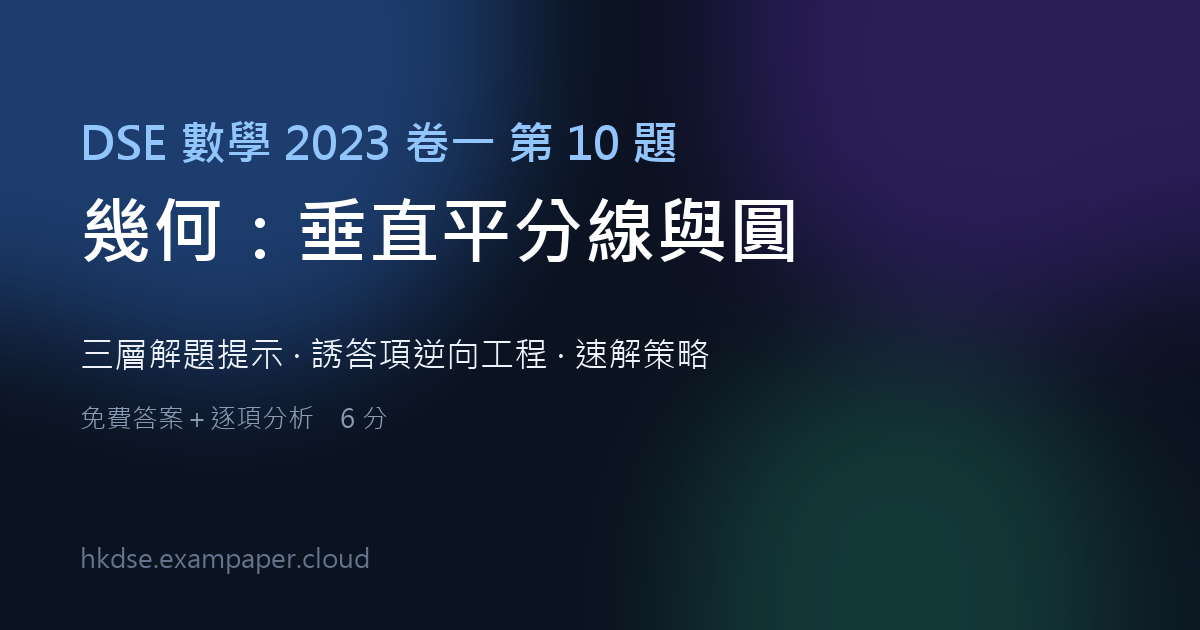 DSE 數學 2023 卷一 第 10 題
幾何：垂直平分線與圓
三層解題提示 · 誘答項逆向工程 · 速解策略
免費答案 + 逐項分析 6 分
hkdse.exampaper.cloud